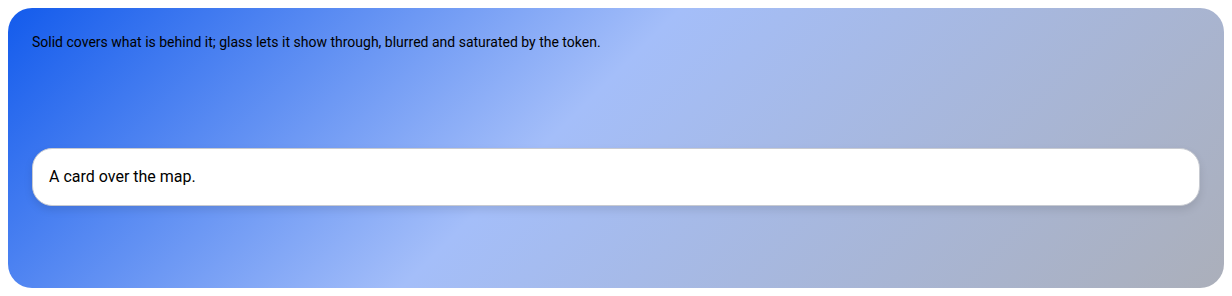 Solid covers what is behind it; glass lets it show through, blurred and saturated by the token.
A card over the map.